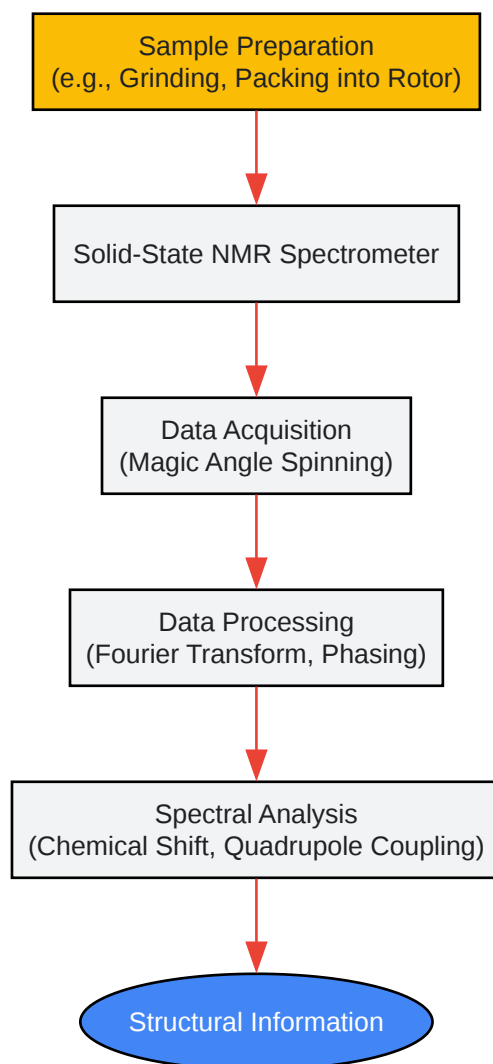 Sample Preparation
(e.g., Grinding, Packing into Rotor)
Solid-State NMR Spectrometer
Data Acquisition
(Magic Angle Spinning)
Data Processing
(Fourier Transform, Phasing)
Spectral Analysis
(Chemical Shift, Quadrupole Coupling)
Structural Information